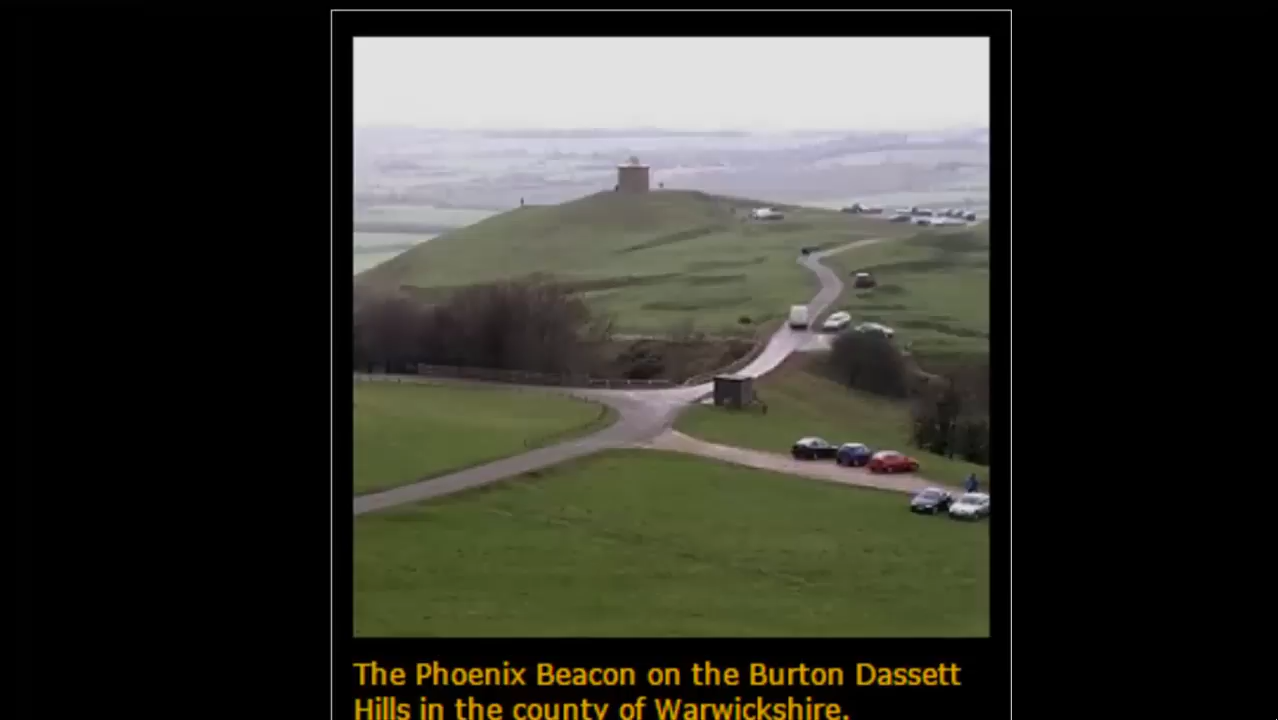 The Phoenix Beacon on the Burton Dassett
Hills in the county of Warwickshire.